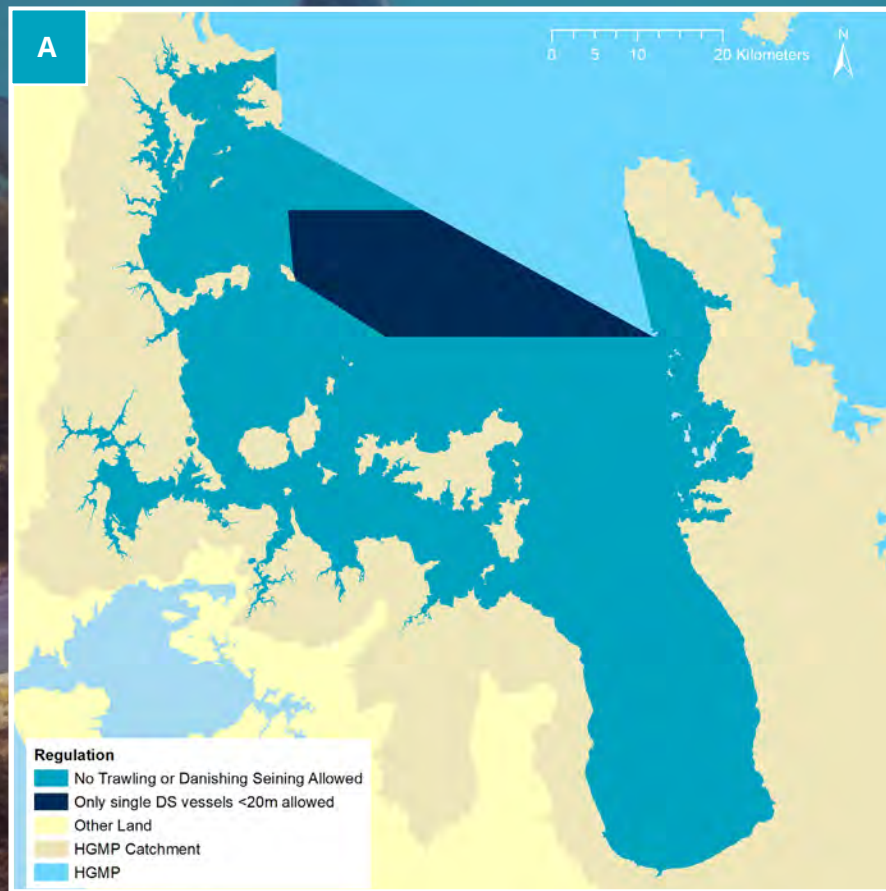 A
N
0 5 10 20 Kilometers
Regulation
No Trawling or Danishing Seining Allowed
Only single DS vessels <20m allowed
Other Land
HGMP Catchment
HGMP